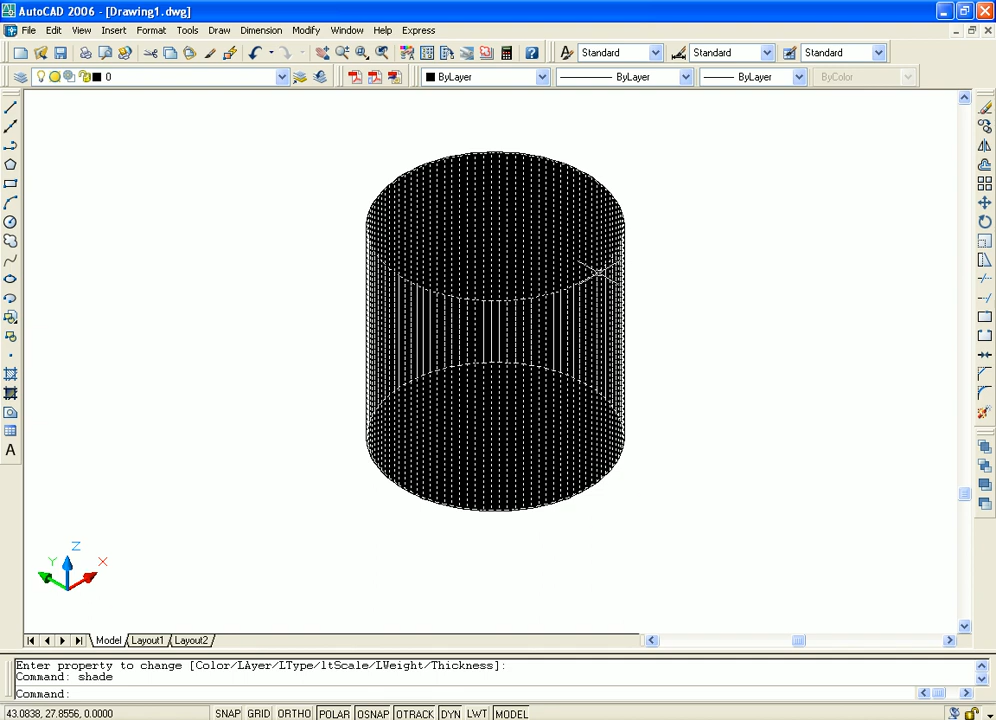 AutoCAD 2006 - [Drawing1.dwg]
File Edit View Insert Format Tools Draw Dimension Modify Window Help Express
Standard Standard Standard
0 ByLayer ByLayer ByLayer ByColor
A
Z
Y X
Model Layout1 Layout2
Enter property to change [Color/LAyer/LType/ltScale/LWeight/Thickness]:
Command: shade
Command:
43.0838, 27.8556, 0.0000 SNAP GRID ORTHO POLAR OSNAP OTRACK DYN LWT MODEL